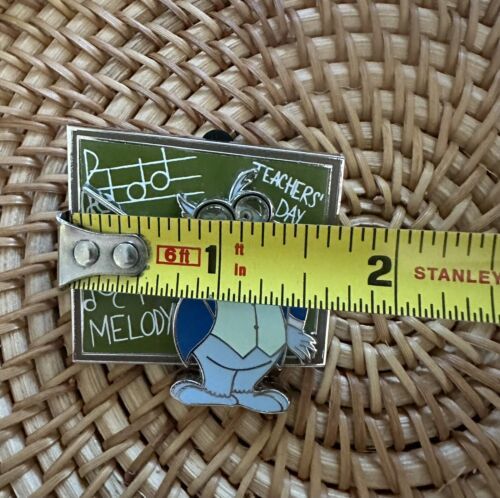 TEACHERS'
DAY
6ft 1 ft 2 STANLEY
in
MELODY